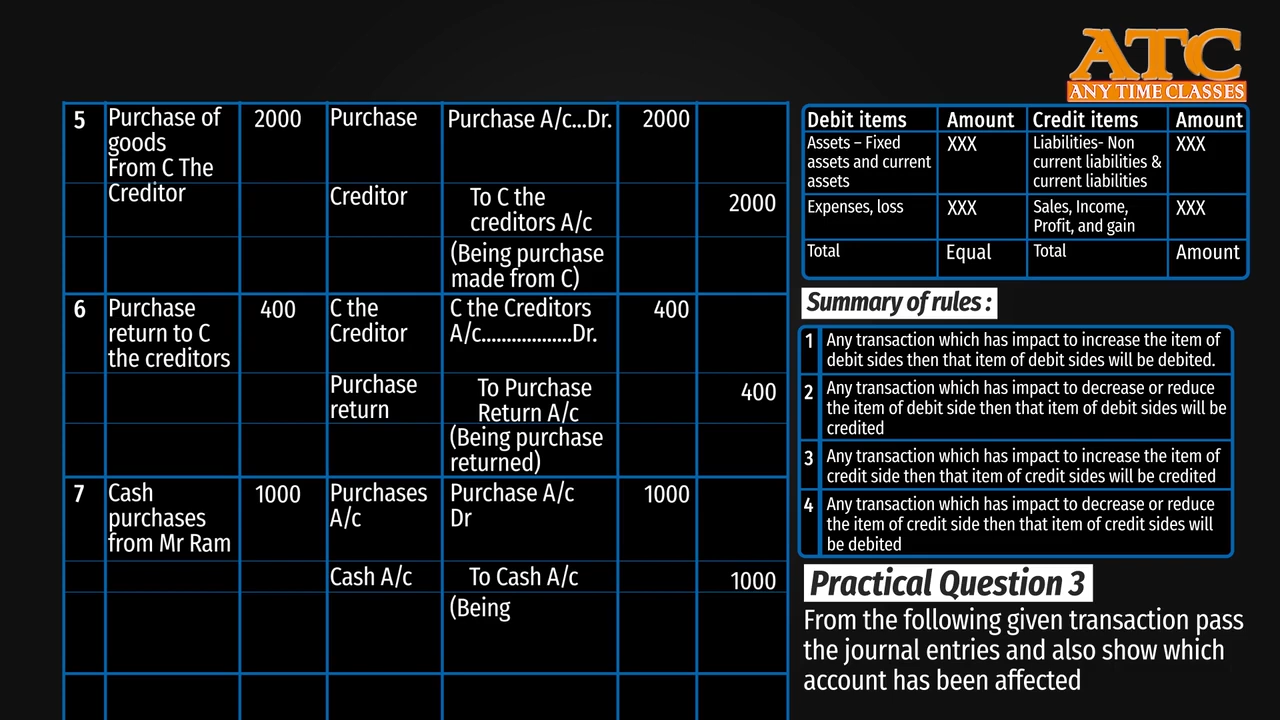 ATC
ANY TIME CLASSES
5
Purchase of
goods
From C The
Creditor
2000
Purchase
Purchase A/c...Dr.
2000
Creditor
To C the
creditors A/c
2000
(Being purchase
made from C)
6
Purchase
return to C
the creditors
400
C the
Creditor
C the Creditors
A/c..................Dr.
400
Purchase
return
To Purchase
Return A/c
400
(Being purchase
returned)
7
Cash
purchases
from Mr Ram
1000
Purchases
A/c
Purchase A/c
Dr
1000
Cash A/c
To Cash A/c
1000
(Being
Debit items Amount Credit items Amount
Assets – Fixed
assets and current
assets
XXX
Liabilities- Non
current liabilities &
current liabilities
XXX
Expenses, loss
XXX
Sales, Income,
Profit, and gain
XXX
Total Equal Total Amount
Summary of rules :
1 Any transaction which has impact to increase the item of
debit sides then that item of debit sides will be debited.
2 Any transaction which has impact to decrease or reduce
the item of debit side then that item of debit sides will be
credited
3 Any transaction which has impact to increase the item of
credit side then that item of credit sides will be credited
4 Any transaction which has impact to decrease or reduce
the item of credit side then that item of credit sides will
be debited
Practical Question 3
From the following given transaction pass
the journal entries and also show which
account has been affected